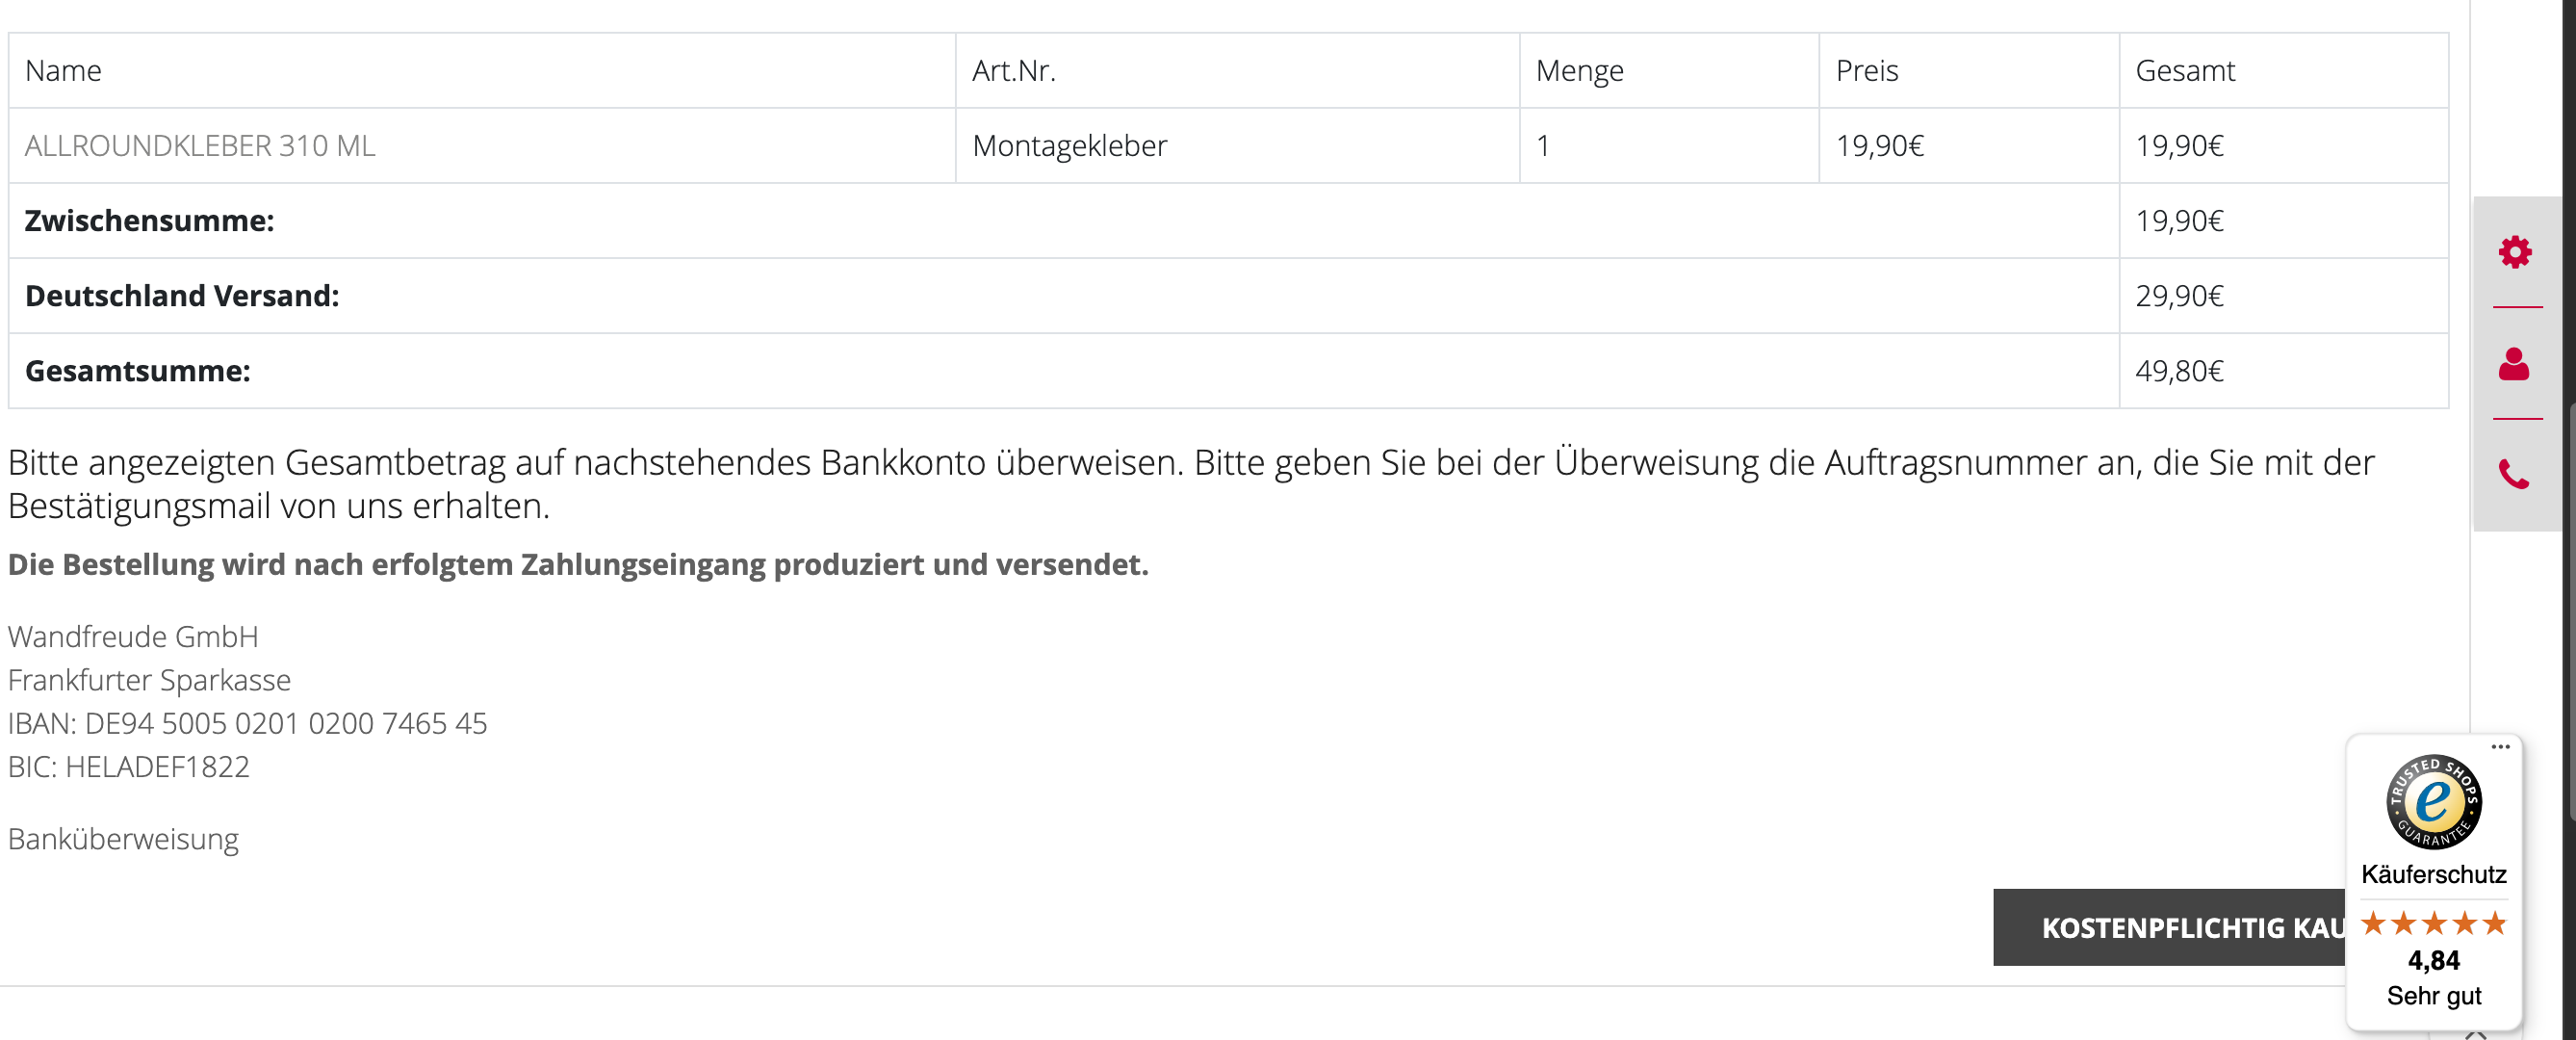 Name Art.Nr. Menge Preis Gesamt
ALLROUNDKLEBER 310 ML Montagekleber 1 19,90€ 19,90€
Zwischensumme: 19,90€
Deutschland Versand: 29,90€
Gesamtsumme: 49,80€
Bitte angezeigten Gesamtbetrag auf nachstehendes Bankkonto überweisen. Bitte geben Sie bei der Überweisung die Auftragsnummer an, die Sie mit der
Bestätigungsmail von uns erhalten.
Die Bestellung wird nach erfolgtem Zahlungseingang produziert und versendet.
Wandfreude GmbH
Frankfurter Sparkasse
IBAN: DE94 5005 0201 0200 7465 45
BIC: HELADEF1822
Banküberweisung
KOSTENPFLICHTIG KAU
TRUSTED SHOPS
e
GUARANTEE
Käuferschutz
4,84
Sehr gut